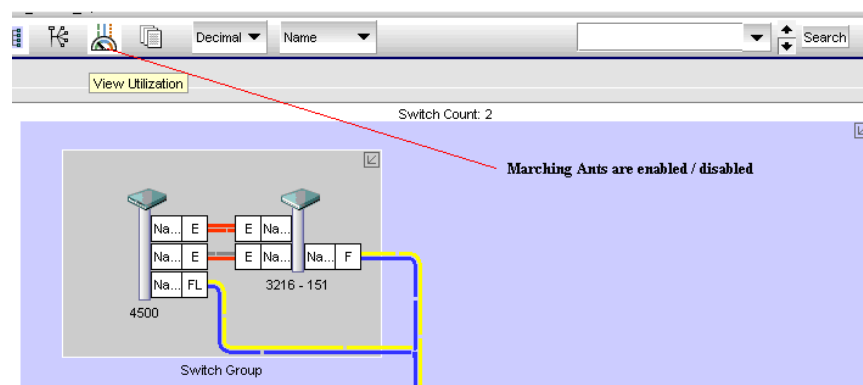 Decimal Name Search
View Utilization
Switch Count: 2
Marching Ants are enabled / disabled
Na... E E Na...
Na... E E Na... Na... F
Na... FL 3216 - 151
4500
Switch Group